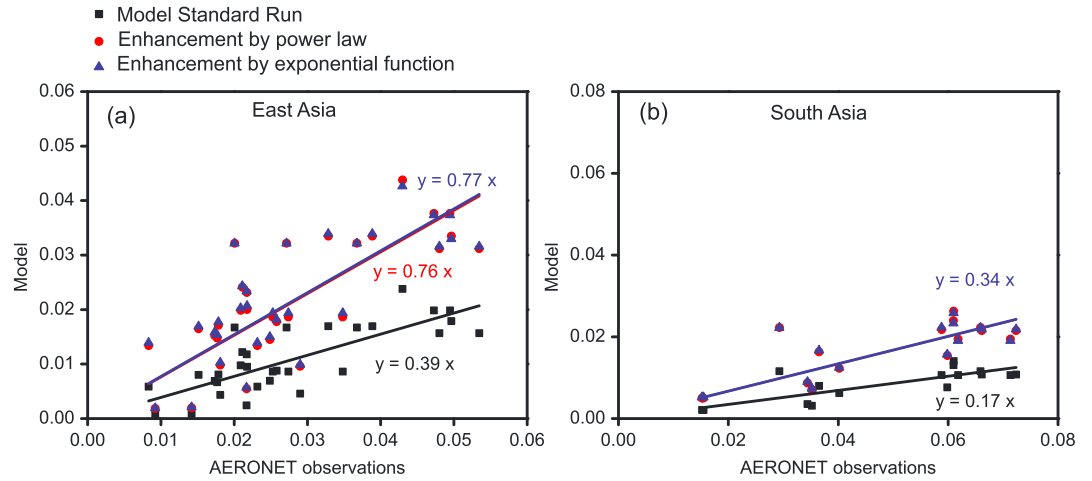 Model Standard Run
Enhancement by power law
Enhancement by exponential function
(a)
East Asia
0.06
0.05
0.04
0.03
0.02
0.01
0.00
Model
y = 0.77 x
y = 0.76 x
y = 0.39 x
0.00 0.01 0.02 0.03 0.04 0.05 0.06
AERONET observations
(b)
South Asia
0.08
0.06
0.04
0.02
0.00
Model
y = 0.34 x
y = 0.17 x
0.00 0.02 0.04 0.06 0.08
AERONET observations